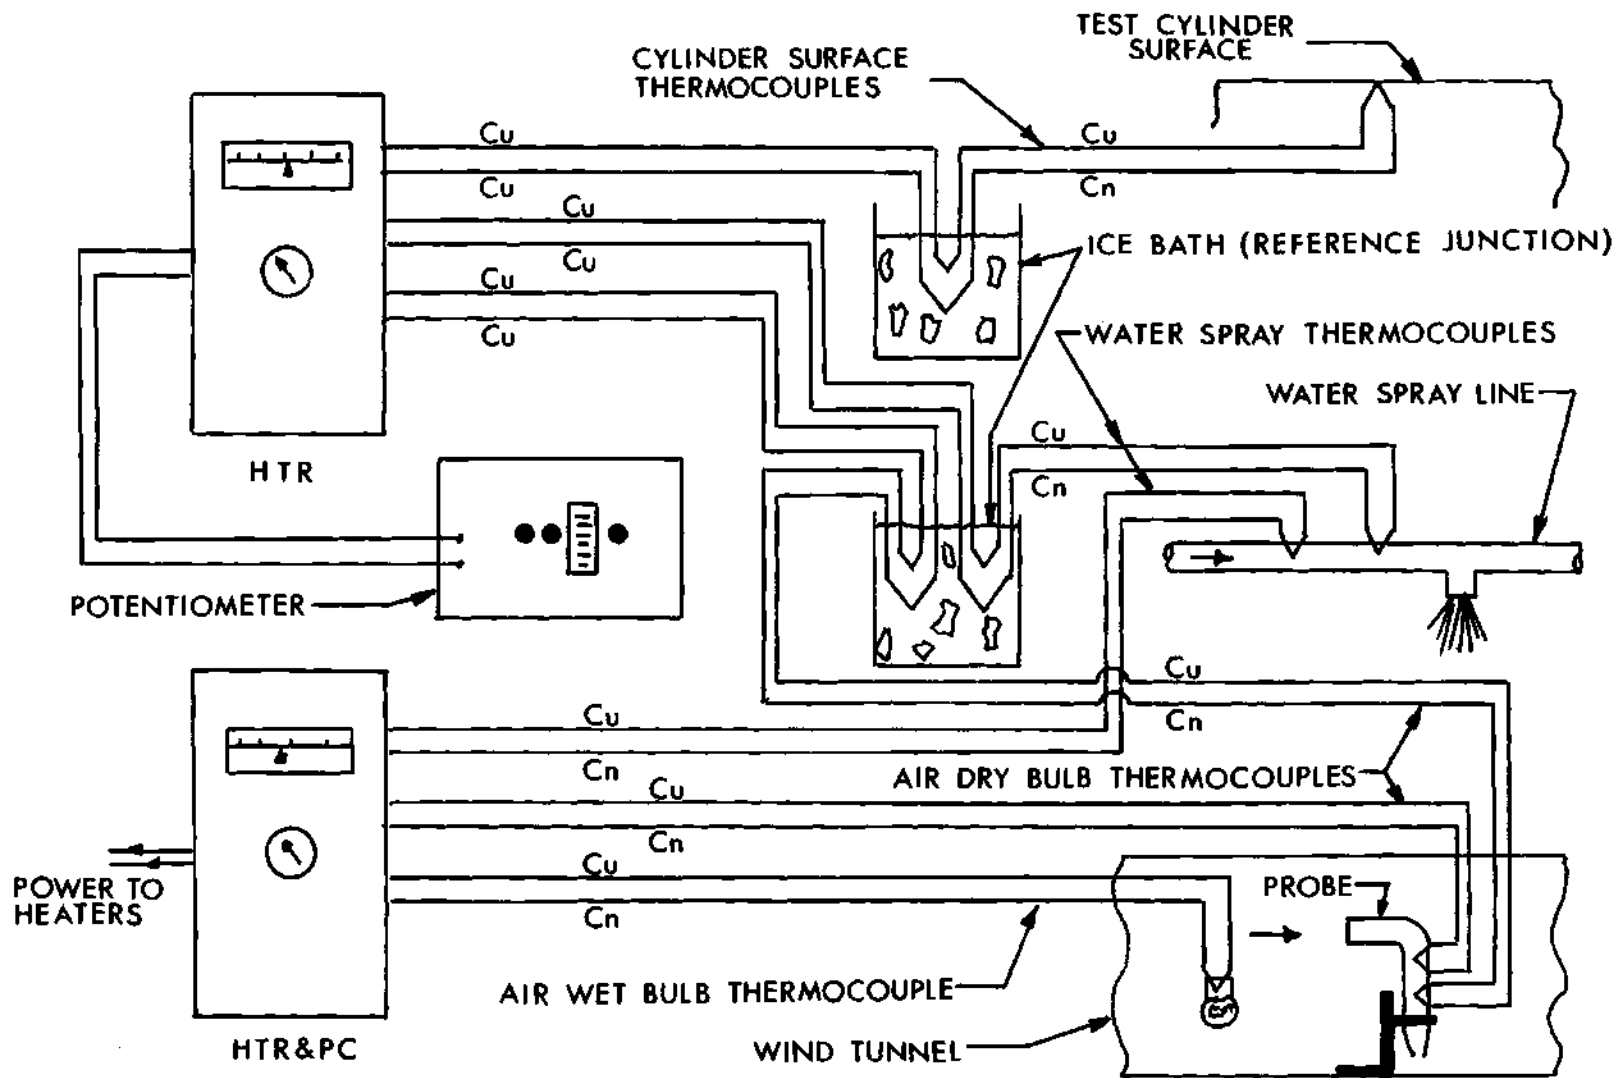 TEST CYLINDER
SURFACE
CYLINDER SURFACE
THERMOCOUPLES
Cu
Cu
Cu
Cn
Cu
Cu
ICE BATH (REFERENCE JUNCTION)
Cu
Cu
WATER SPRAY THERMOCOUPLES
WATER SPRAY LINE
Cu
HTR
Cn
POTENTIOMETER
Cu
Cu
Cn
Cn
AIR DRY BULB THERMOCOUPLES
Cu
Cn
Cu
POWER TO
HEATERS
PROBE
Cn
AIR WET BULB THERMOCOUPLE
HTR&PC
WIND TUNNEL